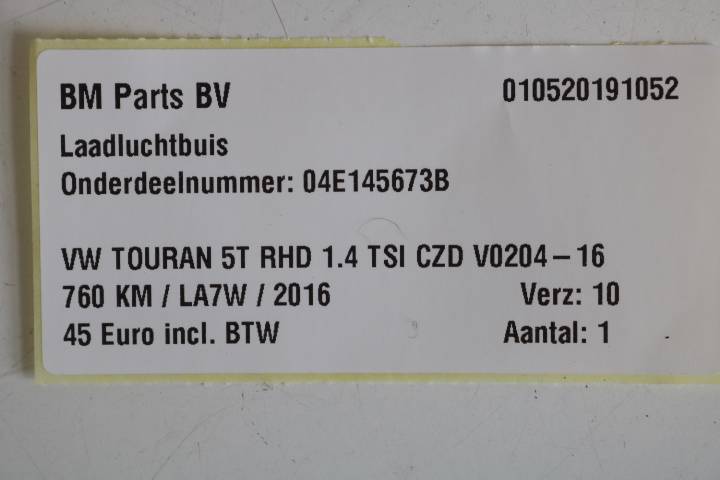 BM Parts BV 010520191052
Laadluchtbuis
Onderdeelnummer: 04E145673B
VW TOURAN 5T RHD 1.4 TSI CZD V0204-16
760 KM / LA7W / 2016 Verz: 10
45 Euro incl. BTW Aantal: 1